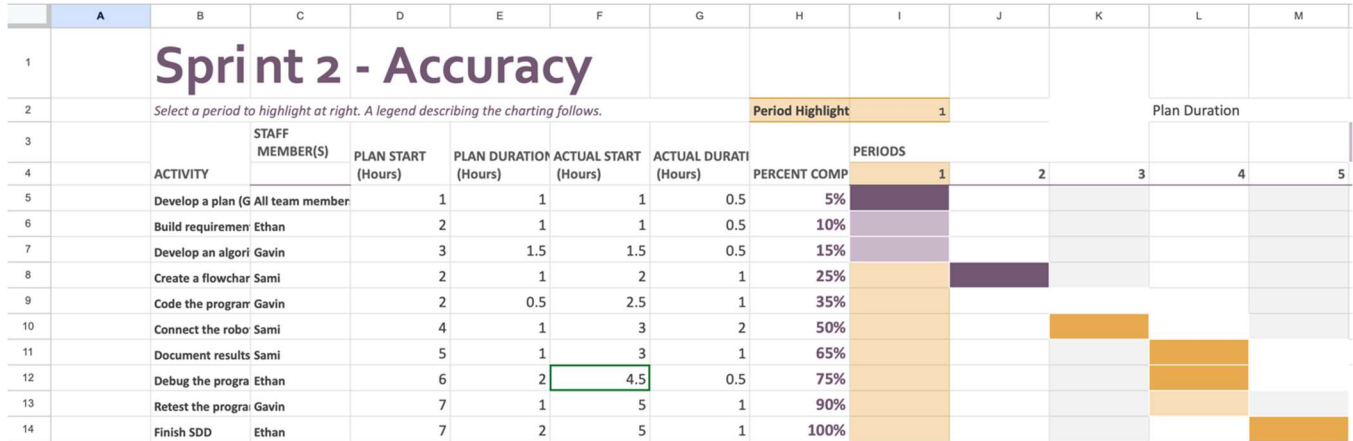 A B C D E F G H I J K L M
1 Sprint 2 - Accuracy
2 Select a period to highlight at right. A legend describing the charting follows. Period Highlight 1 Plan Duration
3 STAFF
MEMBER(S) PLAN START PLAN DURATION ACTUAL START ACTUAL DURATI PERIODS
4 ACTIVITY (Hours) (Hours) (Hours) (Hours) PERCENT COMP 1 2 3 4 5
5 Develop a plan (G All team member 1 1 1 0.5 5%
6 Build requiremen Ethan 2 1 1 0.5 10%
7 Develop an algori Gavin 3 1.5 1.5 0.5 15%
8 Create a flowchar Sami 2 1 2 1 25%
9 Code the program Gavin 2 0.5 2.5 1 35%
10 Connect the robo Sami 4 1 3 2 50%
11 Document results Sami 5 1 3 1 65%
12 Debug the progra Ethan 6 2 4.5 0.5 75%
13 Retest the progra Gavin 7 1 5 1 90%
14 Finish SDD Ethan 7 2 5 1 100%